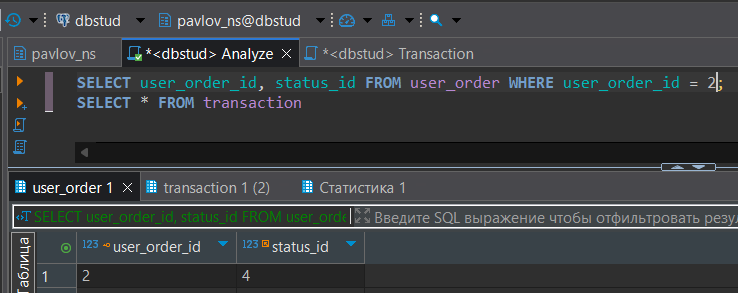 dbstud pavlov_ns@dbstud
pavlov_ns *<dbstud> Analyze *<dbstud> Transaction
SELECT user_order_id, status_id FROM user_order WHERE user_order_id = 2;
SELECT * FROM transaction
user_order 1 transaction 1 (2) Статистика 1
SELECT user_order_id, status_id FROM user_orde Введите SQL выражение чтобы отфильтровать резул
Таблица
123 user_order_id 123 status_id
1 2 4